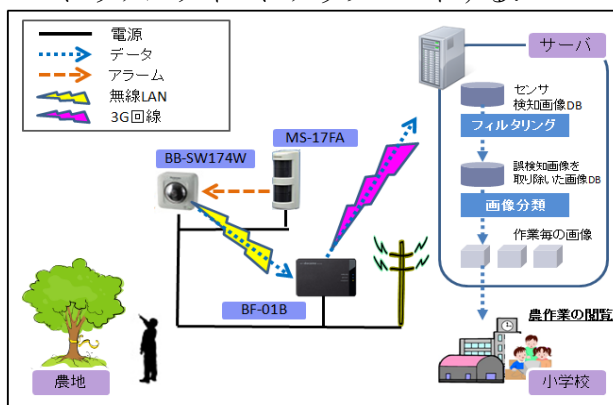 電源
データ
アラーム
無線LAN
3G回線
BB-SW174W
MS-17FA
BF-01B
農地
サーバ
センサ
検知画像DB
フィルタリング
誤検知画像を
取り除いた画像DB
画像分類
作業毎の画像
農作業の閲覧
小学校